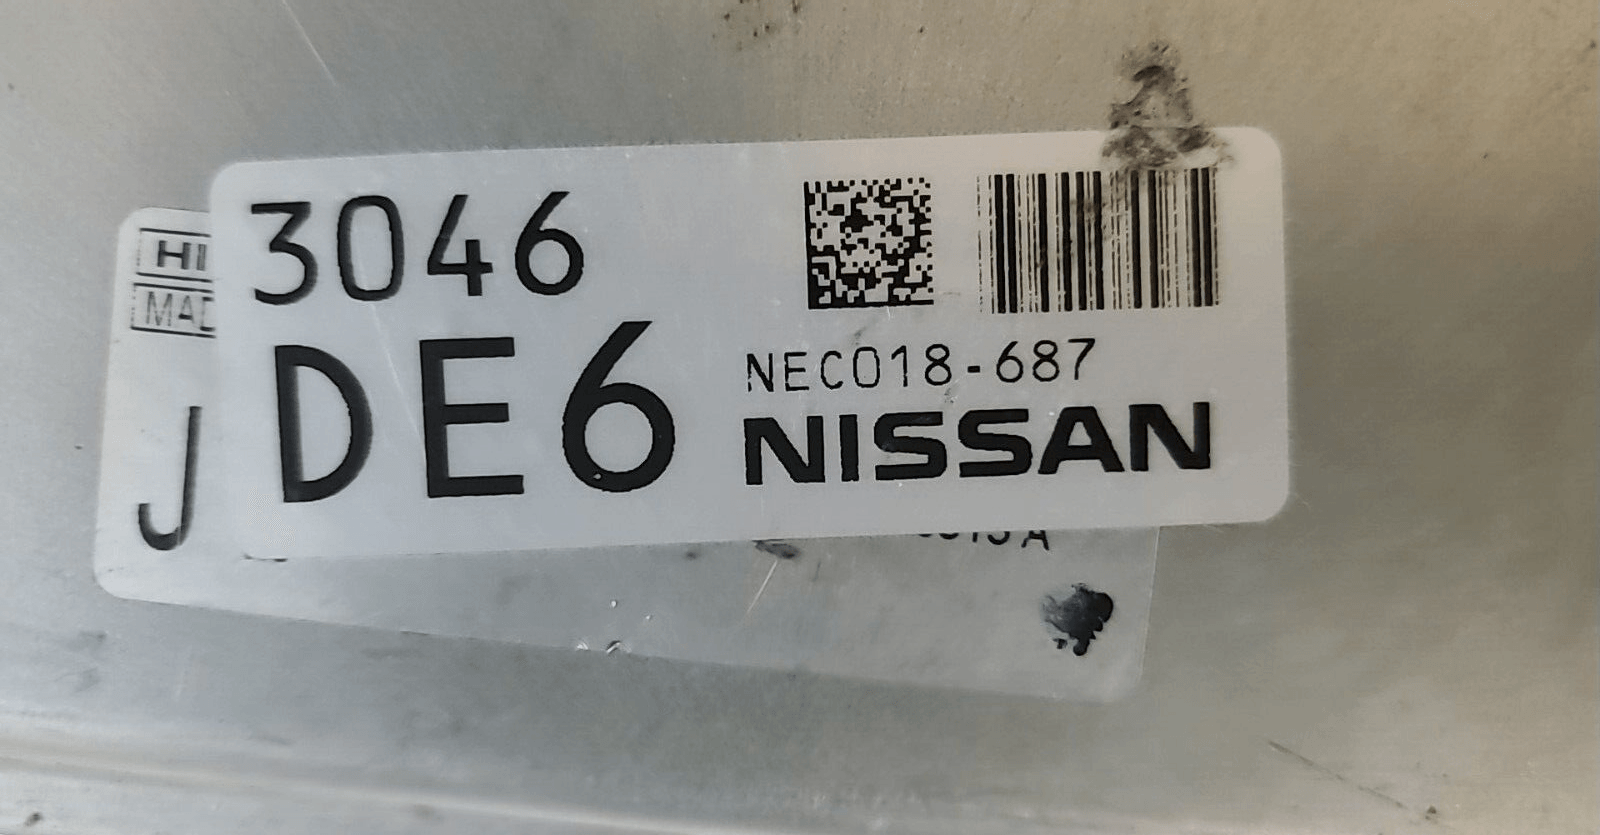 3046
DE6
NEC018-687
NISSAN
HI
MAD
J